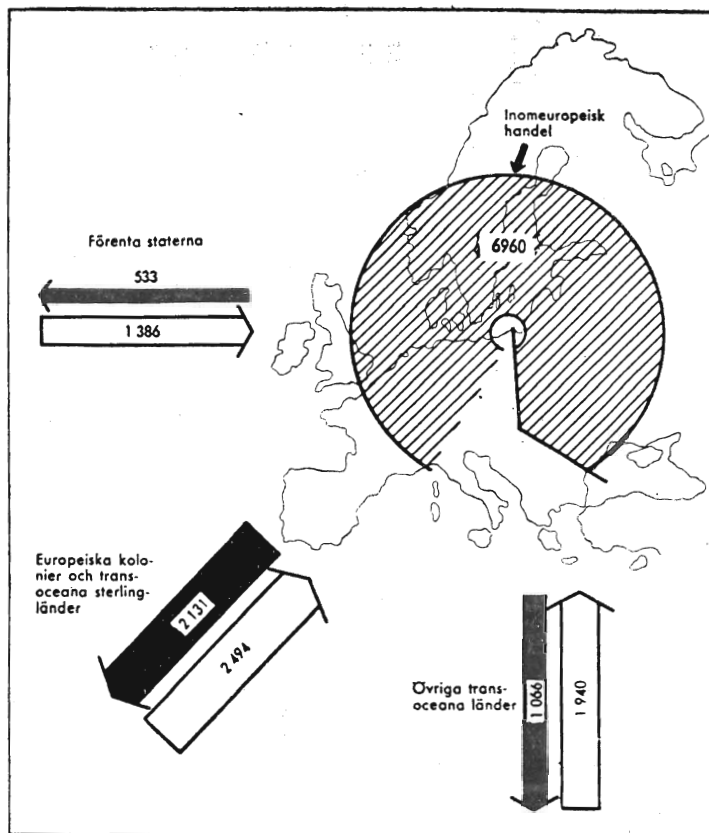 Inomeuropeisk
handel
6960
Förenta staterna
533
1 386
Europeiska kolo-
nier och trans-
oceana sterling-
länder
2 131
2 494
Övriga trans-
oceana länder
1 066
1 940